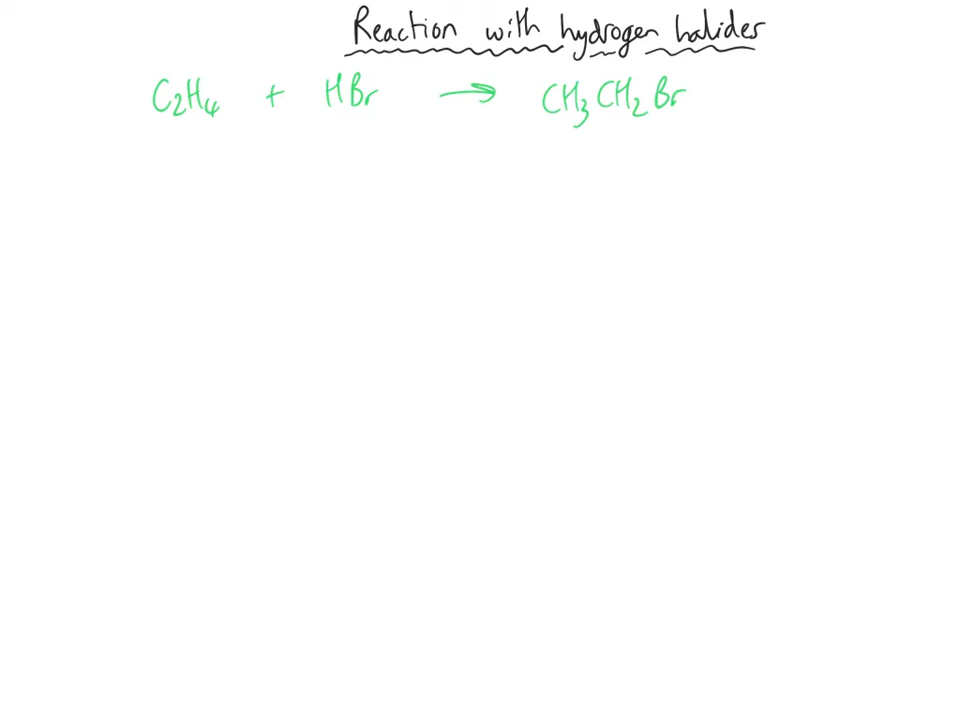 Reaction with hydrogen halides
C₂H₄ + HBr → CH₃CH₂Br